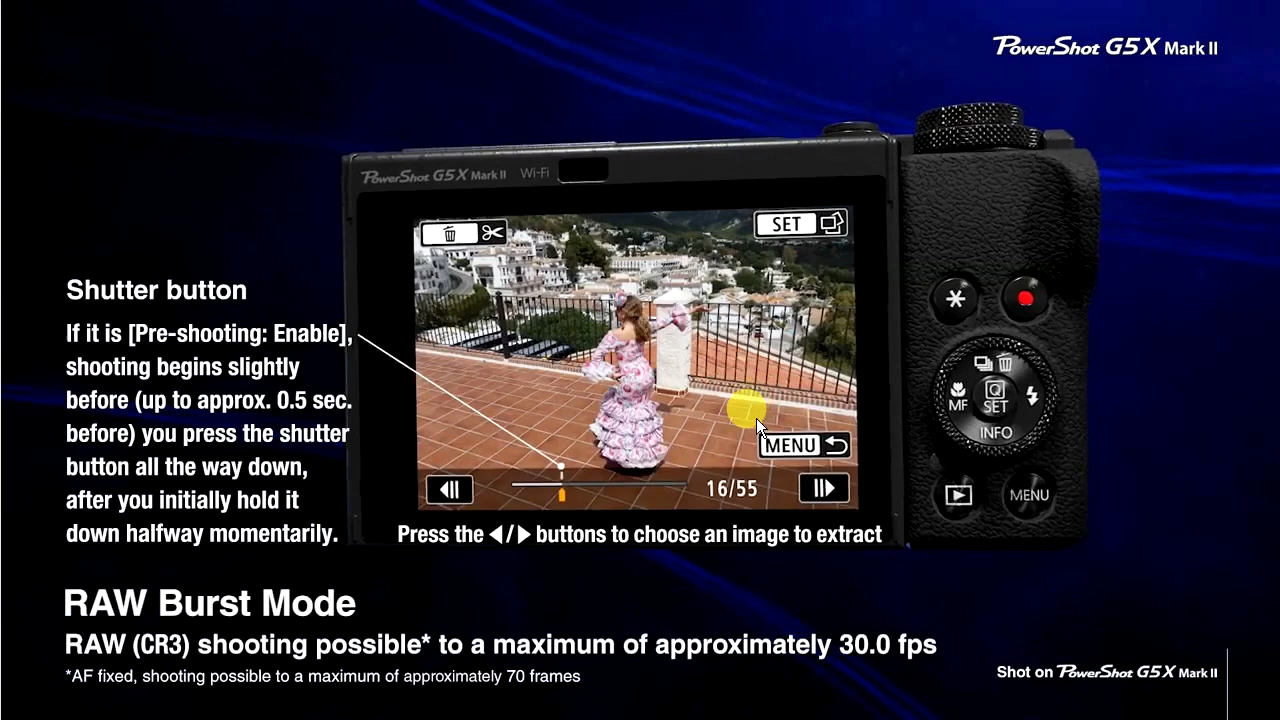 PowerShot G5 X Mark II
PowerShot G5 X Mark II Wi-Fi
SET
Shutter button
If it is [Pre-shooting: Enable],
shooting begins slightly
before (up to approx. 0.5 sec.
before) you press the shutter
button all the way down,
after you initially hold it
down halfway momentarily.
MF
Q
SET
INFO
MENU
16/55
MENU
Press the ◀/▶ buttons to choose an image to extract
RAW Burst Mode
RAW (CR3) shooting possible* to a maximum of approximately 30.0 fps
*AF fixed, shooting possible to a maximum of approximately 70 frames
Shot on PowerShot G5 X Mark II